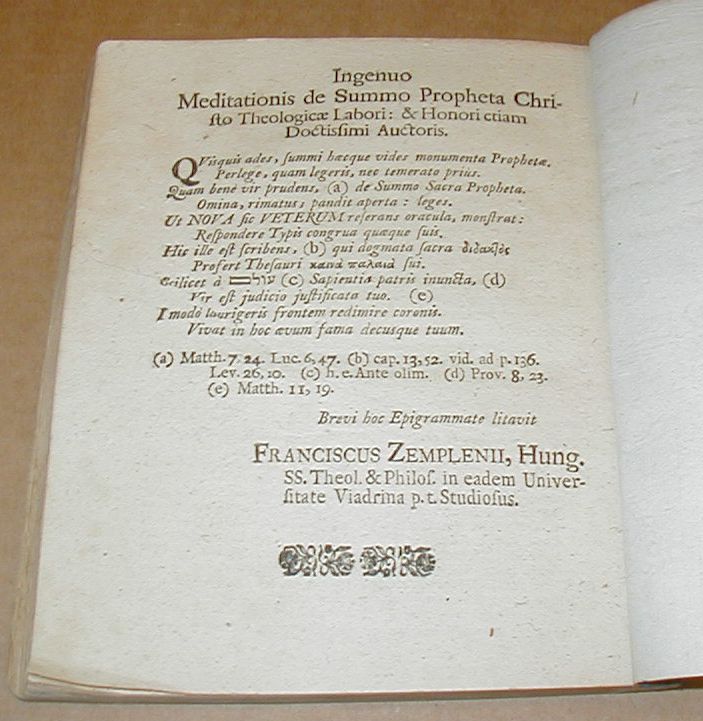 Ingenuo
Meditationis de Summo Propheta Chri-
sto Theologicæ Labori: & Honori etiam
Doctissimi Auctoris.
QVisquis ades, summi hæcque vides monumenta Prophetæ.
Perlege, quam legeris, nec temerato prius.
Quam bene vir prudens, (a) de Summo Sacra Propheta.
Omina, rimatus; pandit aperta: leges.
Ut NOVA sic VETERUM reserans oracula, monstrat:
Respondere Typis congrua quæque suis.
Hic ille est scribens, (b) qui dogmata sacra διδακτὸς
Profert Thesauri καινὰ παλαιά sui.
Scilicet à (c) Sapientia patris inuncta, (d)
Vir est judicio justificata tuo. (e)
I modò laurigeris frontem redimire coronis.
Vivat in hoc ævum fama decusque tuum.
(a) Matth. 7, 24. Luc. 6, 47. (b) cap. 13, 52. vid. ad p. 136.
Lev. 26, 10. (c) h. e. Ante olim. (d) Prov. 8, 23.
(e) Matth. 11, 19.
Brevi hoc Epigrammate litavit
FRANCISCUS ZEMPLENII, Hung.
SS. Theol. & Philos. in eadem Univer-
sitate Viadrina p. t. Studiosus.